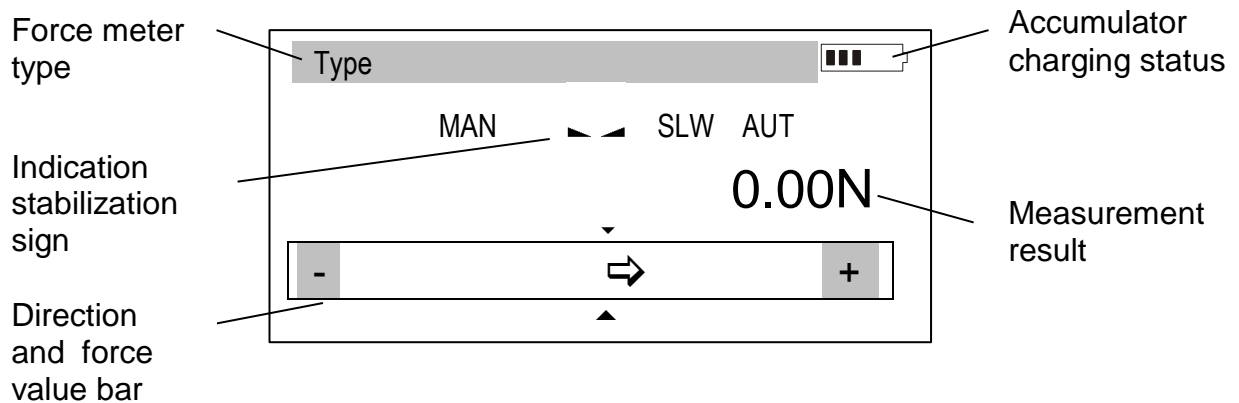 Force meter
type
Accumulator
charging status
Type
MAN SLW AUT
Indication
stabilization
sign
0.00N
Measurement
result
- +
Direction
and force
value bar